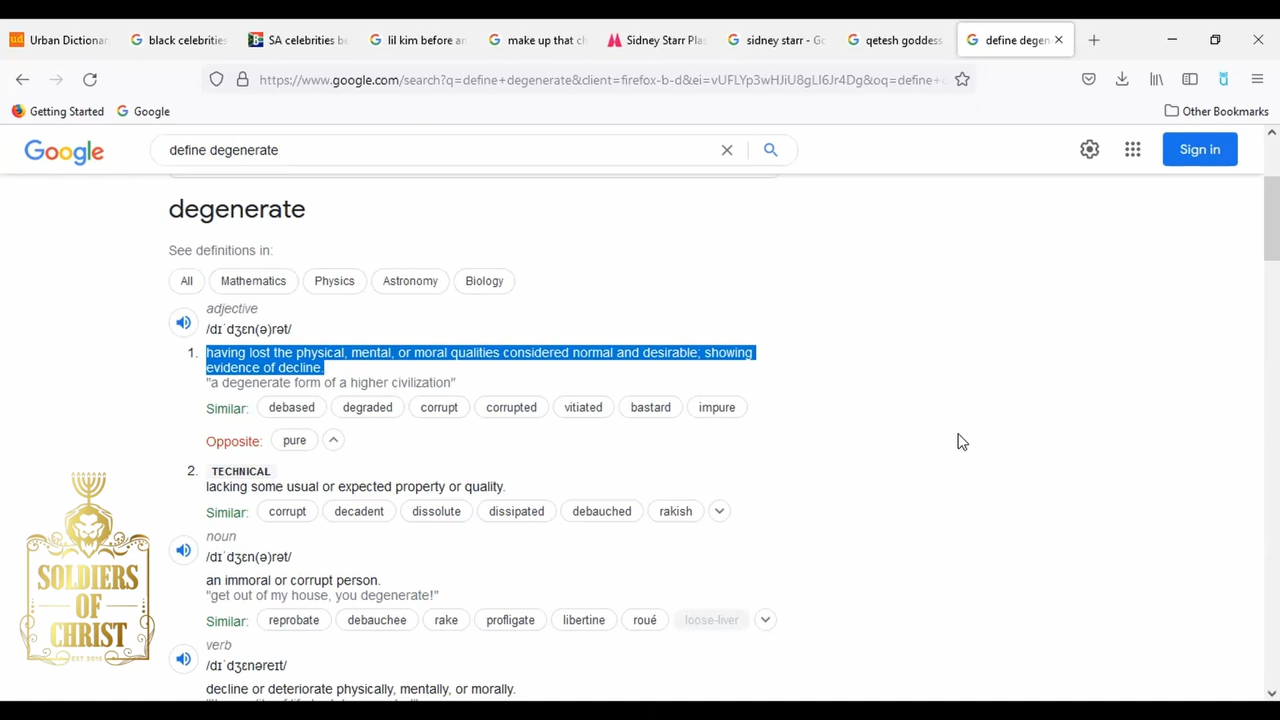 Urban Dictionar
black celebrities
SA celebrities be
lil kim before an
make up that ch
Sidney Starr Plas
sidney starr - Go
qetesh goddess
define degen
https://www.google.com/search?q=define+degenerate&client=firefox-b-d&ei=vUFLYp3wHJiU8gLI6Jr4Dg&oq=define+
Getting Started
Google
Other Bookmarks
Google
define degenerate
Sign in
degenerate
See definitions in:
All
Mathematics
Physics
Astronomy
Biology
adjective
/dɪˈdʒɛn(ə)rət/
1. having lost the physical, mental, or moral qualities considered normal and desirable; showing
evidence of decline.
"a degenerate form of a higher civilization"
Similar: debased degraded corrupt corrupted vitiated bastard impure
Opposite: pure
2. TECHNICAL
lacking some usual or expected property or quality.
Similar: corrupt decadent dissolute dissipated debauched rakish
noun
/dɪˈdʒɛn(ə)rət/
an immoral or corrupt person.
"get out of my house, you degenerate!"
Similar: reprobate debauchee rake profligate libertine roué loose-liver
verb
/dɪˈdʒɛnəreɪt/
decline or deteriorate physically, mentally, or morally.
SOLDIERS
OF
CHRIST
EST 2015